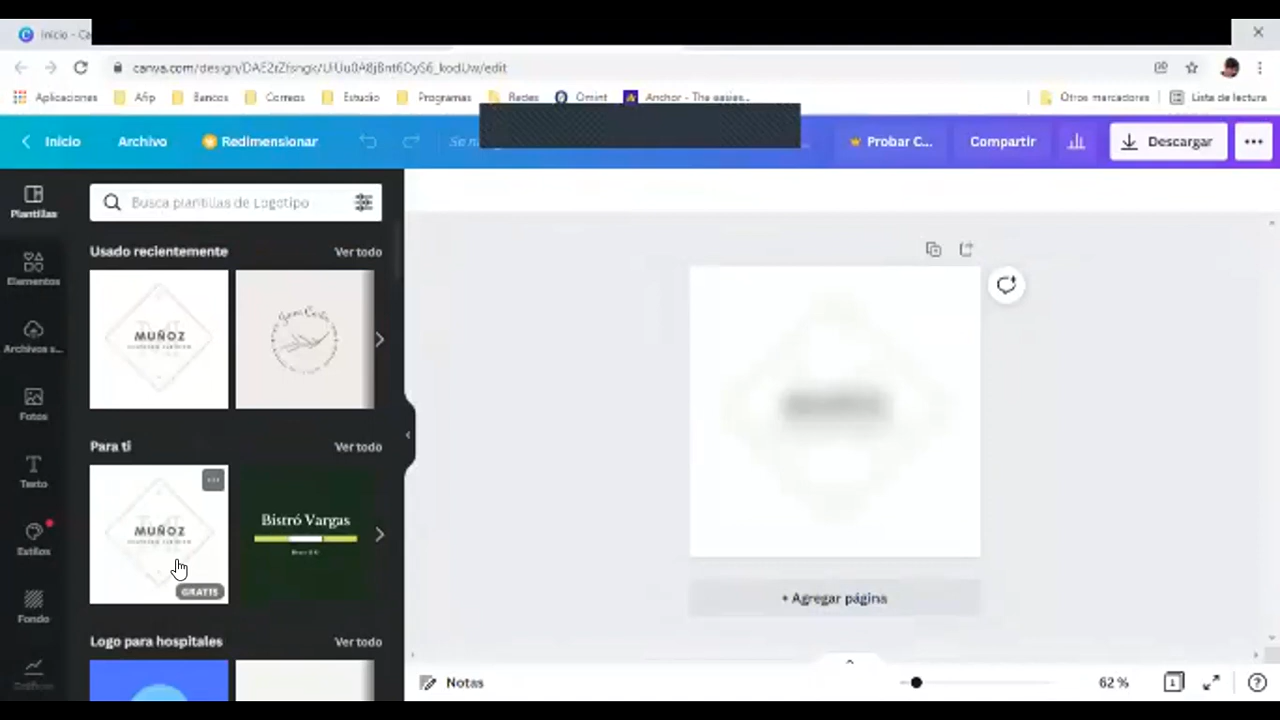 Inicio - Ca
canva.com/design/DAE2rZfsngk/UiUu0A8jBnt6OyS6_kodUw/edit
Aplicaciones Afip Bancos Correos Estudio Programas Redes Omint Anchor - The easies... Otros marcadores Lista de lectura
Inicio Archivo Redimensionar Probar C... Compartir Descargar
Plantillas
Busca plantillas de Logotipo
Usado recientemente Ver todo
Elementos
MUÑOZ
Archivos s...
Fotos
Para ti Ver todo
Texto
MUÑOZ
Bistró Vargas
Estilos
GRATIS
Fondo
+ Agregar página
Logo para hospitales Ver todo
Notas 62 % 1